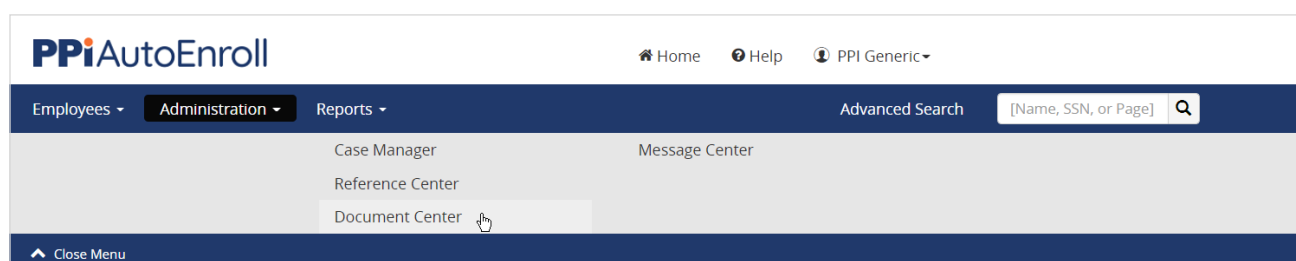 PPiAutoEnroll
Home Help PPI Generic
Employees Administration Reports Advanced Search [Name, SSN, or Page]
Case Manager Message Center
Reference Center
Document Center
Close Menu